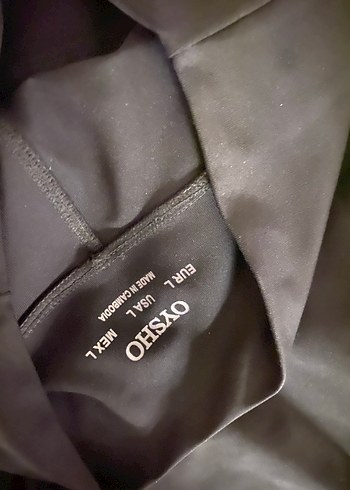 OYSHO
EUR L USA L MEX L
MADE IN CAMBODIA